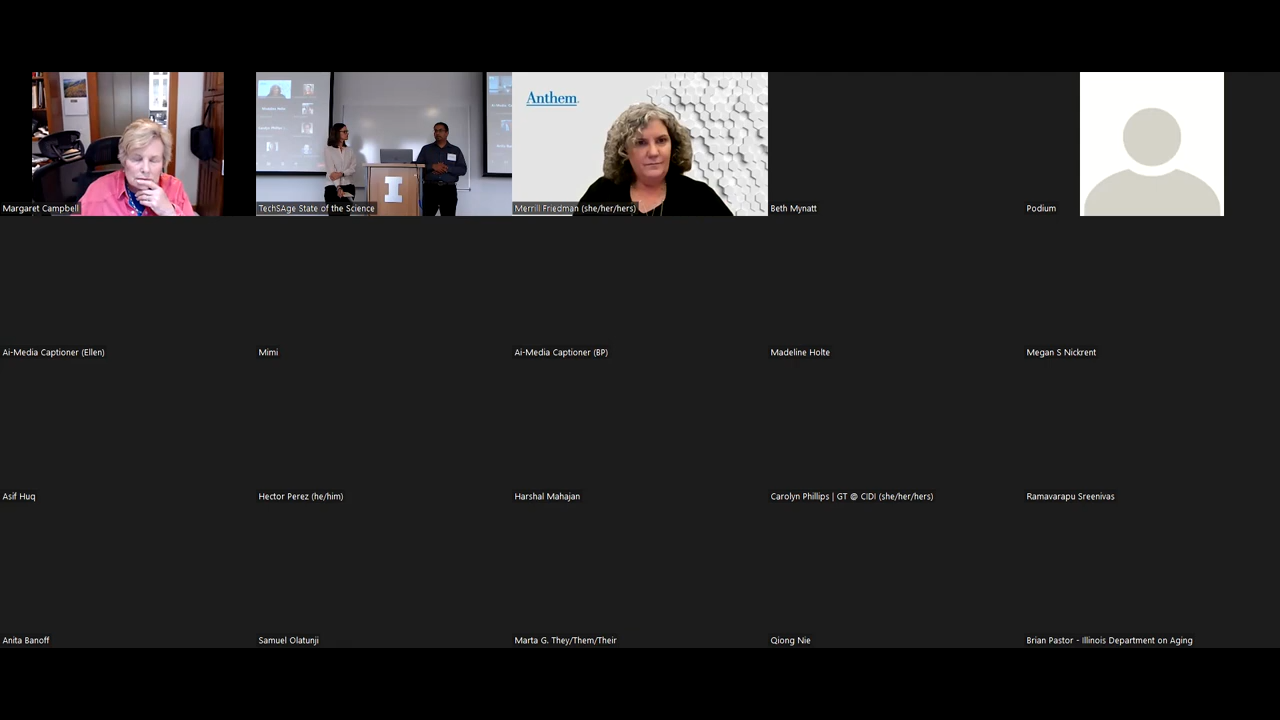 Anthem.
Margaret Campbell
TechSAge State of the Science
Merrill Friedman (she/her/hers)
Beth Mynatt
Podium
Ai-Media Captioner (Ellen)
Mimi
Ai-Media Captioner (BP)
Madeline Holte
Megan S Nickrent
Asif Huq
Hector Perez (he/him)
Harshal Mahajan
Carolyn Phillips | GT @ CIDI (she/her/hers)
Ramavarapu Sreenivas
Anita Banoff
Samuel Olatunji
Marta G. They/Them/Their
Qiong Nie
Brian Pastor - Illinois Department on Aging